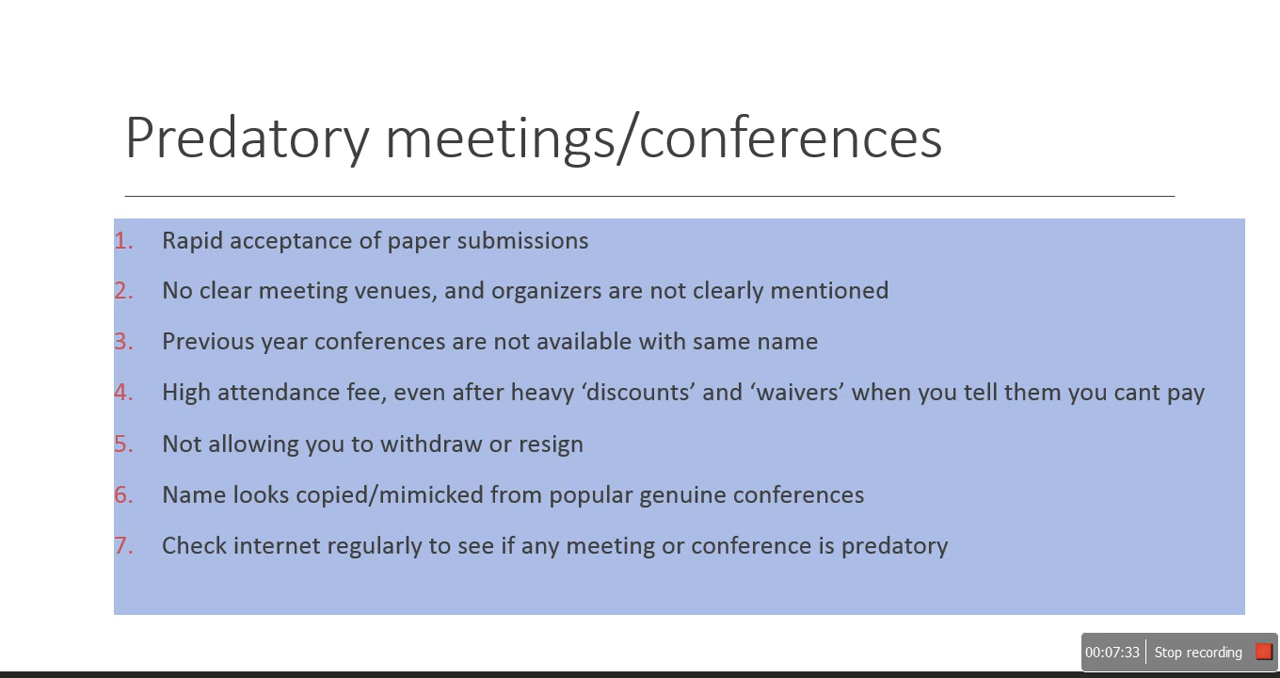 Predatory meetings/conferences
1. Rapid acceptance of paper submissions
2. No clear meeting venues, and organizers are not clearly mentioned
3. Previous year conferences are not available with same name
4. High attendance fee, even after heavy ‘discounts’ and ‘waivers’ when you tell them you cant pay
5. Not allowing you to withdraw or resign
6. Name looks copied/mimicked from popular genuine conferences
7. Check internet regularly to see if any meeting or conference is predatory
00:07:33 Stop recording